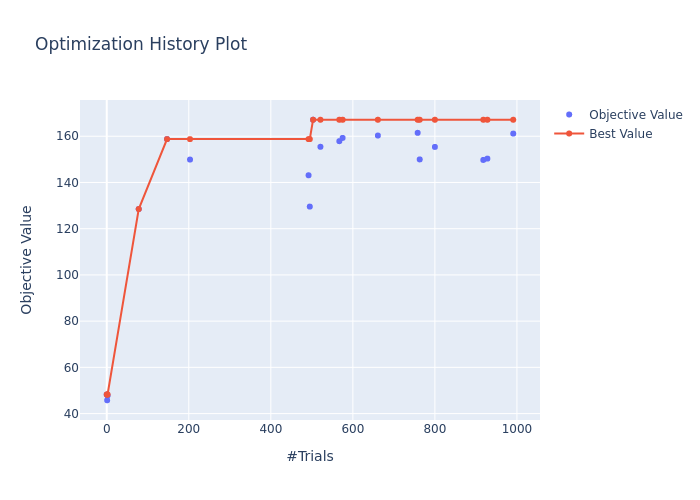 Optimization History Plot
Objective Value
Best Value
160
140
120
100
80
60
40
Objective Value
0
200
400
600
800
1000
#Trials